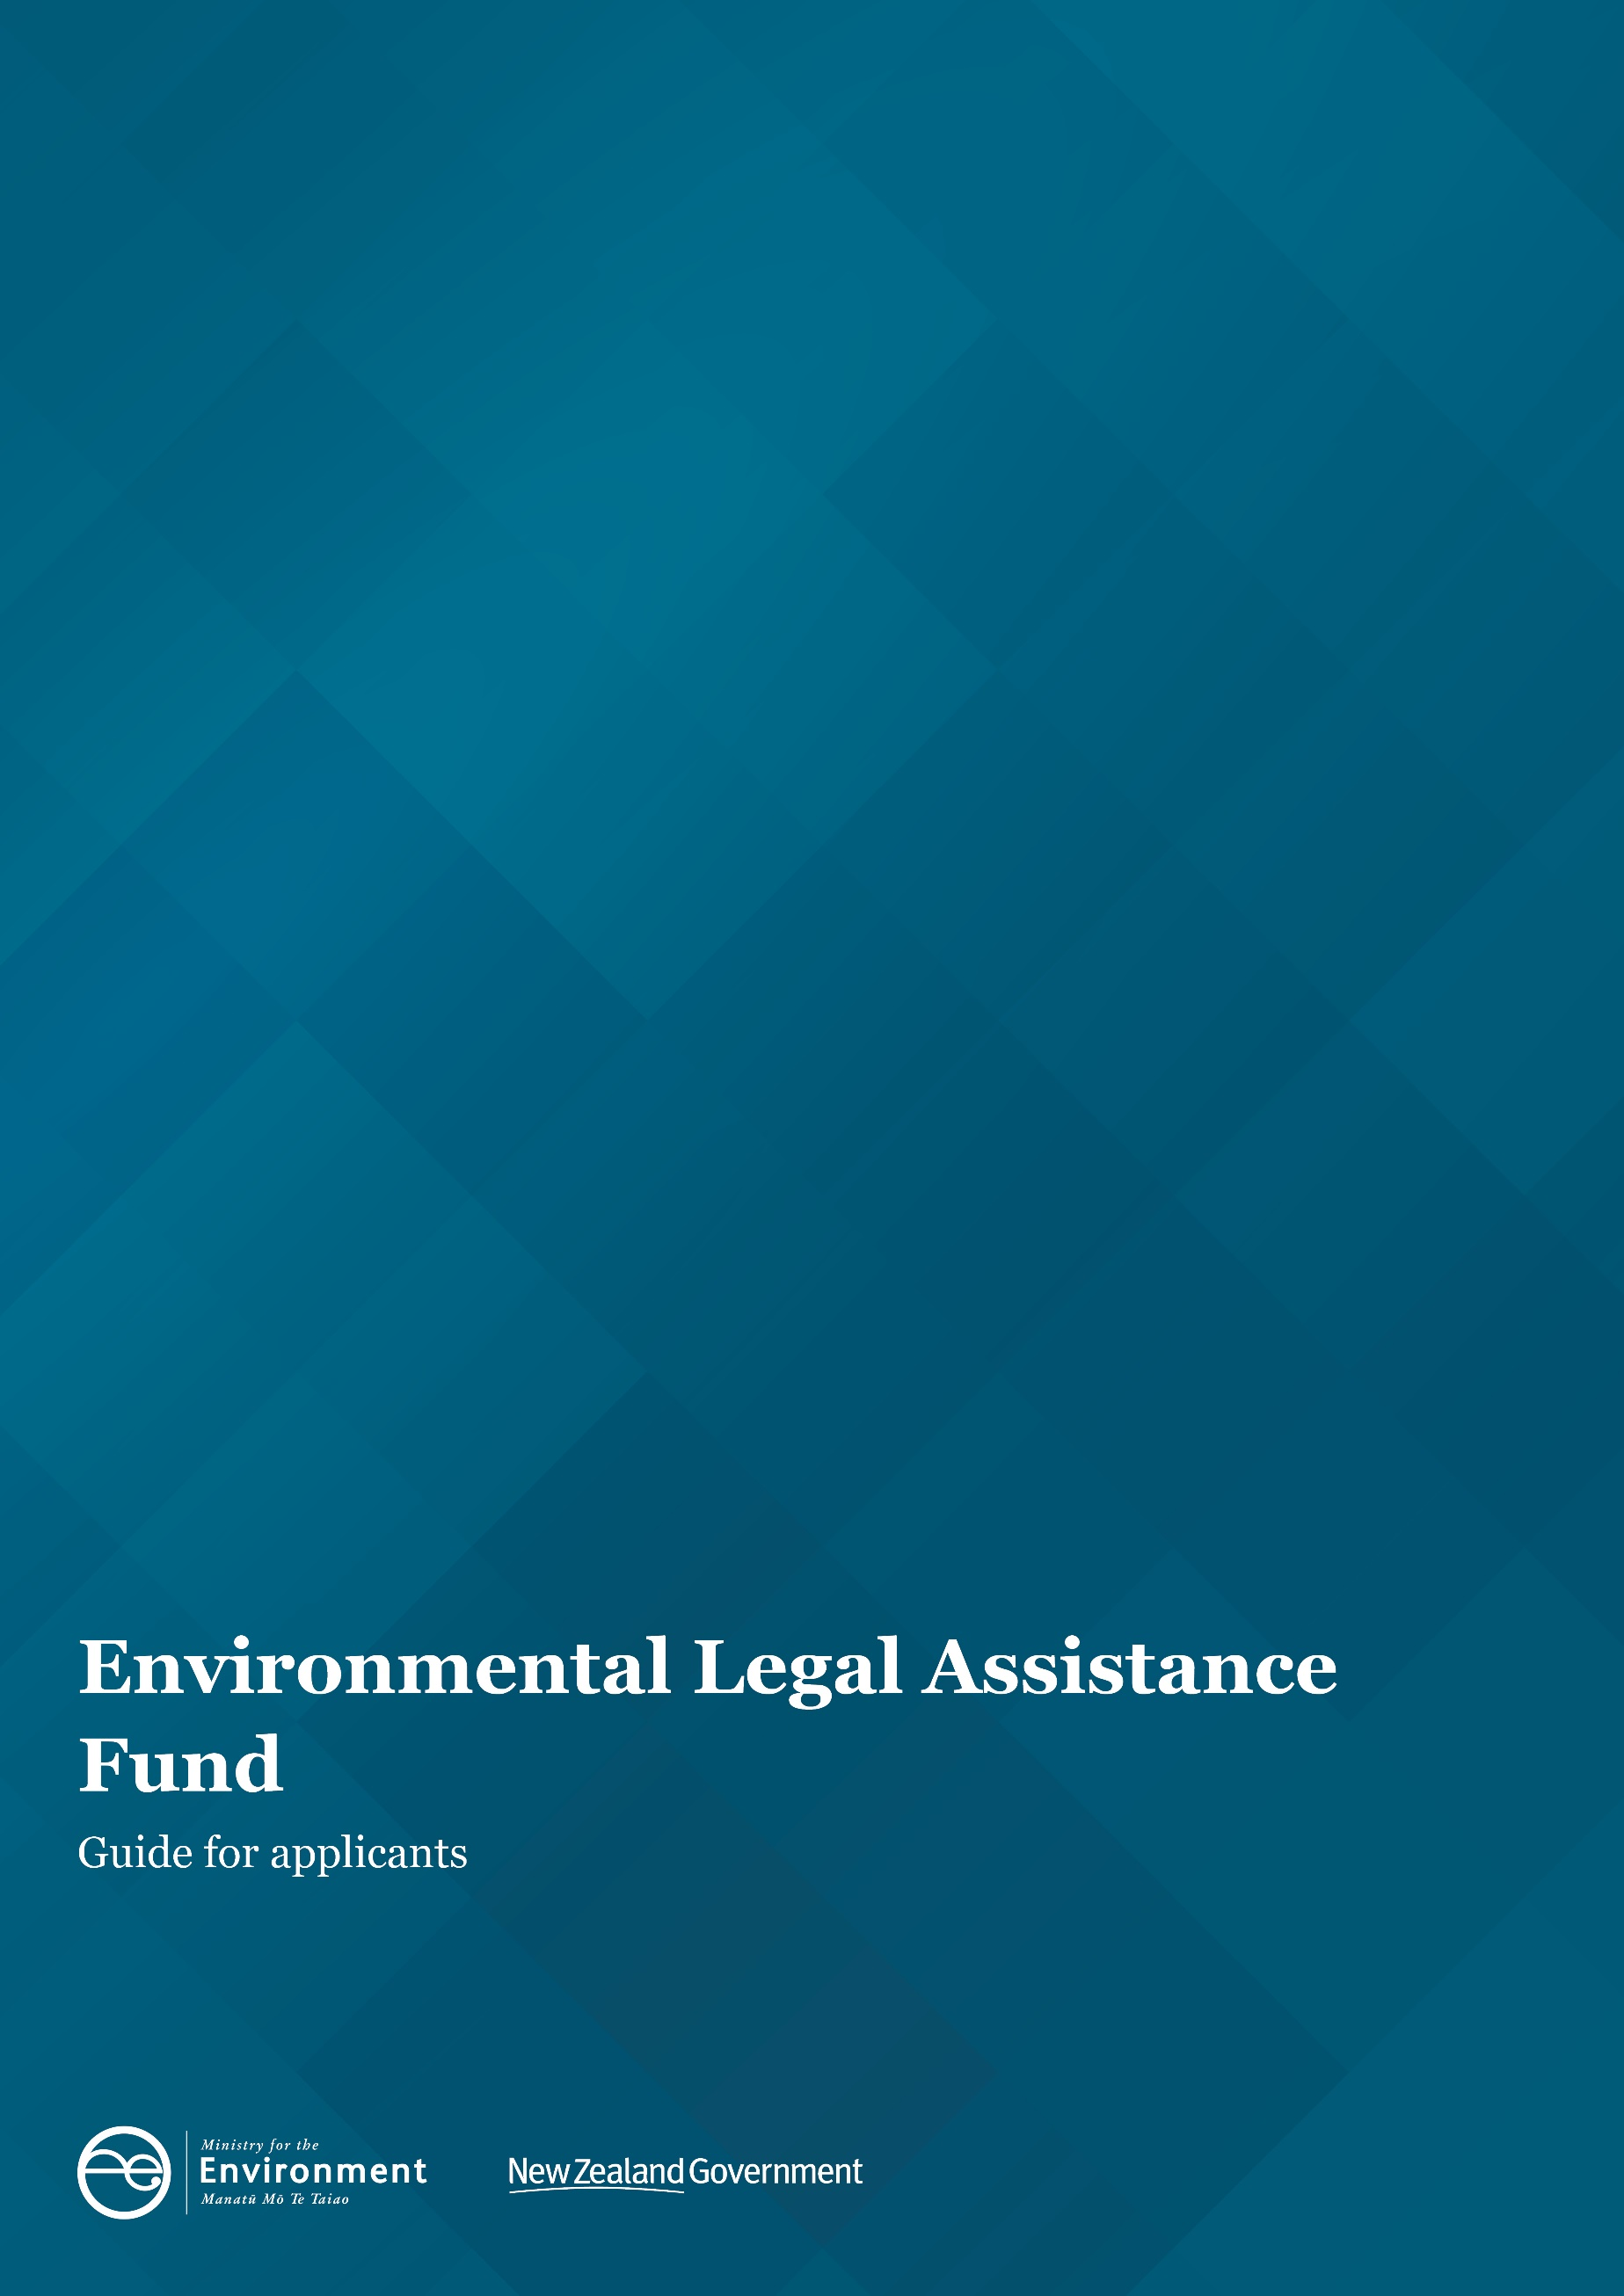 Environmental Legal Assistance
Fund
Guide for applicants
Ministry for the
Environment
Manatū Mō Te Taiao
New Zealand Government